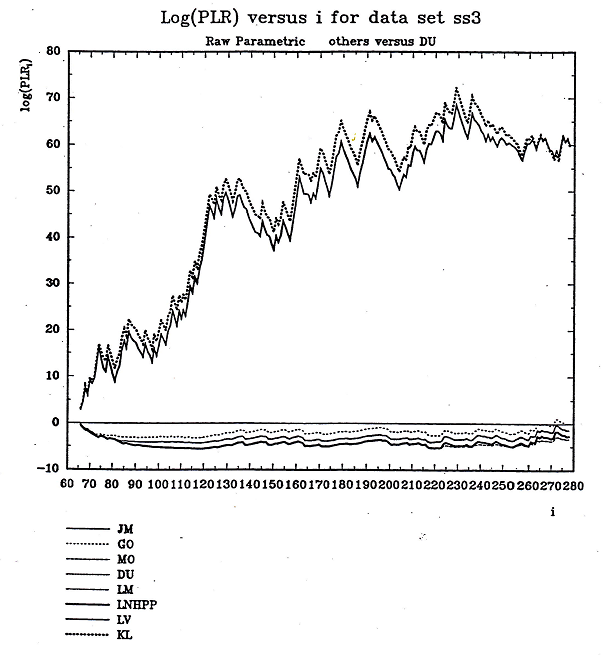 Log(PLR) versus i for data set ss3
Raw Parametric others versus DU
log(PLRᵢ)
80
70
60
50
40
30
20
10
0
-10
60 70 80 90 100 110 120 130 140 150 160 170 180 190 200 210 220 230 240 250 260 270 280
i
JM
GO
MO
DU
LM
LNHPP
LV
KL